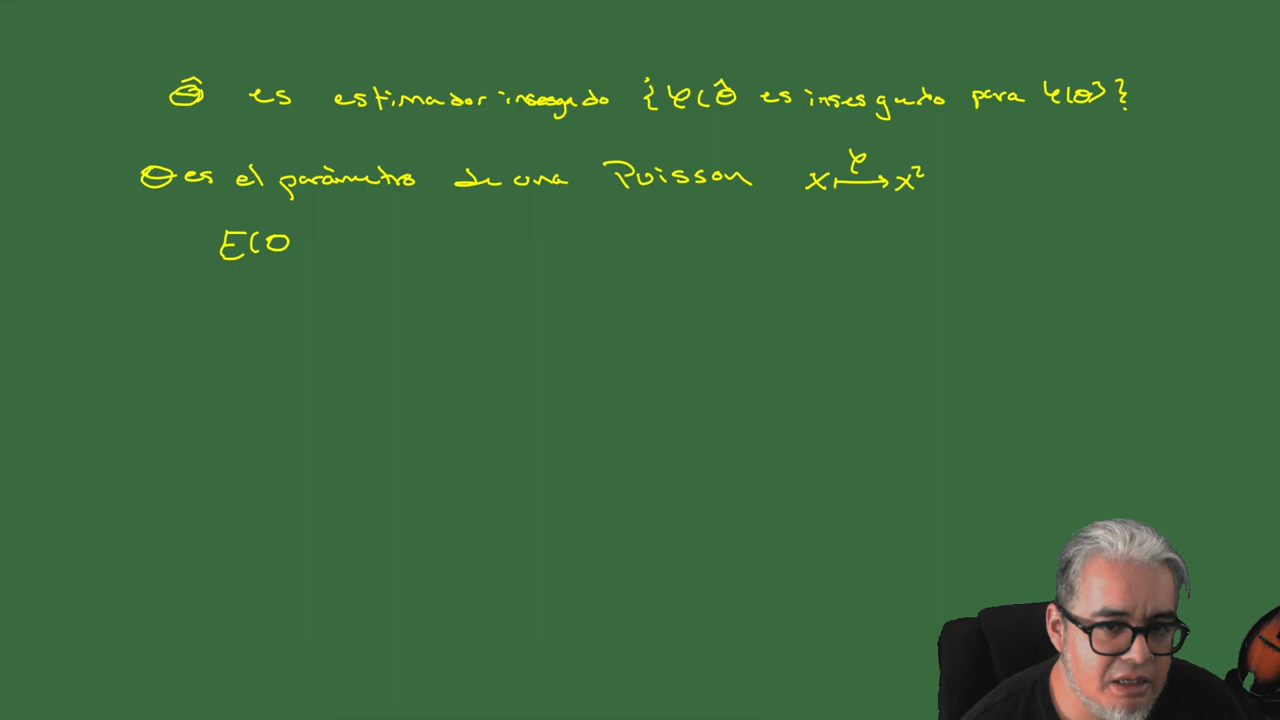 θ̂ es estimador insesgado ¿φ(θ̂ es insesgado para φ(θ)?
θ es el parámetro de una Poisson x ↦ x²
φ
E(θ